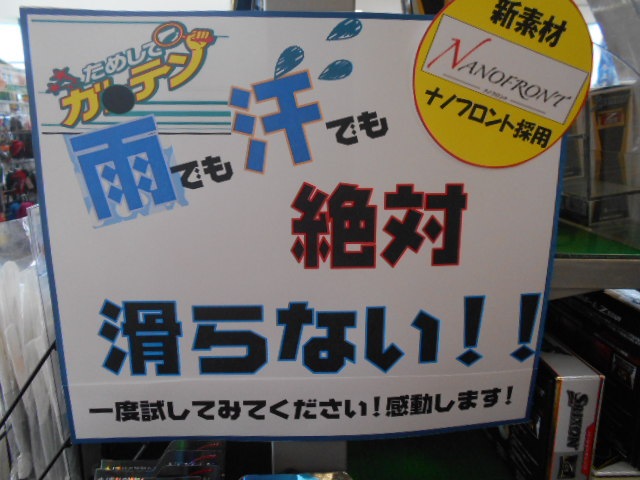 ためして
ガッテン
新素材
NANOFRONT
ナノフロント採用
雨でも汗でも
絶対
滑らない!!
一度試してみてください!感動します!
SRIXON